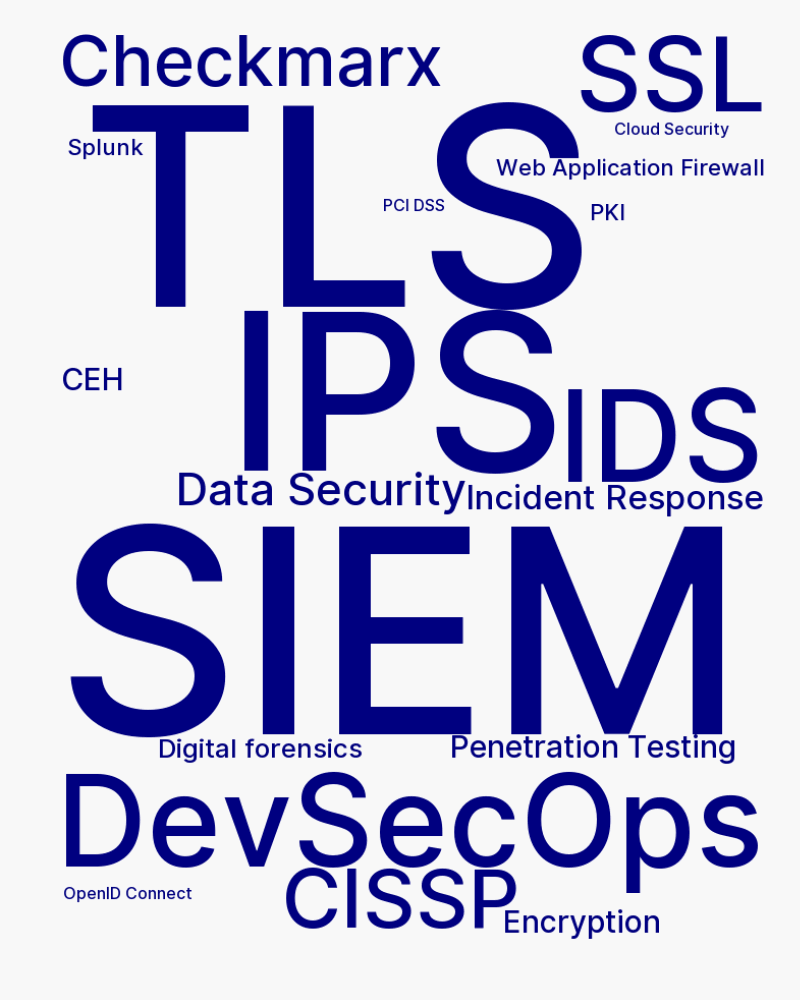 Checkmarx
SSL
Cloud Security
TLS
Splunk
Web Application Firewall
PCI DSS
PKI
IPS
CEH
IDS
Data Security
Incident Response
SIEM
Digital forensics
Penetration Testing
DevSecOps
OpenID Connect
CISSP
Encryption